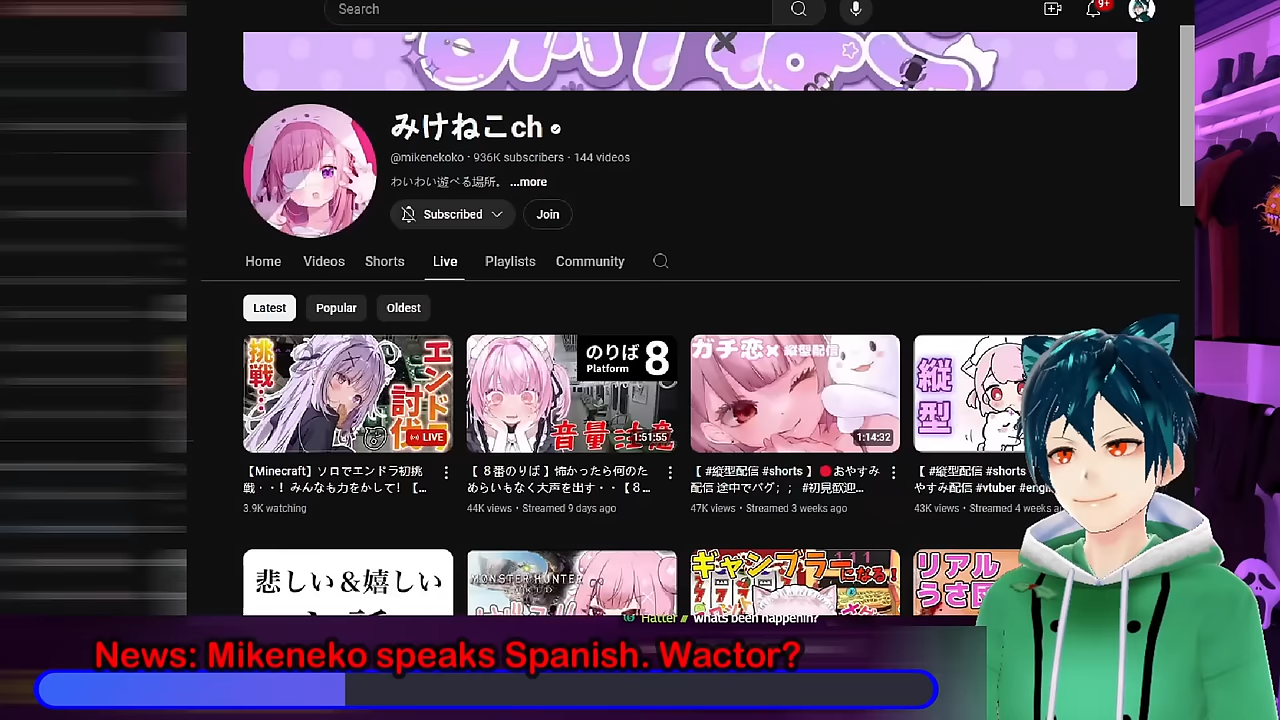 Search
9+
みけねこch
@mikenekoko · 936K subscribers · 144 videos
わいわい遊べる場所。 ...more
Subscribed
Join
Home
Videos
Shorts
Live
Playlists
Community
Latest
Popular
Oldest
挑戦…
エンドラ討伐
LIVE
のりば 8
Platform
音量注意
1:51:55
ガチ恋×縦型配信
1:14:32
縦型
【Minecraft】ソロでエンドラ初挑
戦・・！みんなも力をかして！【...
3.9K watching
【 ８番のりば 】怖かったら何のた
めらいもなく大声を出す・・【８...
44K views · Streamed 9 days ago
【 #縦型配信 #shorts 】🔴おやすみ
配信 途中でバグ；； #初見歓迎...
47K views · Streamed 3 weeks ago
【 #縦型配信 #shorts
やすみ配信 #vtuber
43K views · Streamed 4 weeks
悲しい＆嬉しい
MONSTER HUNTER
ギャンブラーになる！
リアル
Hatter whats been happenin?
News: Mikeneko speaks Spanish. Wactor?